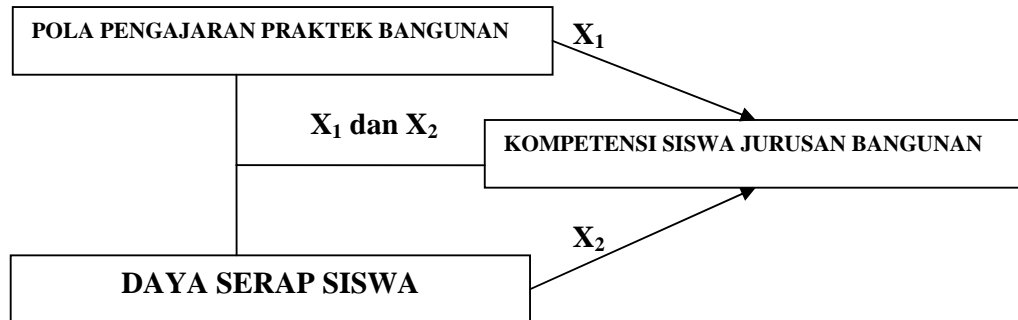 POLA PENGAJARAN PRAKTEK BANGUNAN
X₁
X₁ dan X₂
KOMPETENSI SISWA JURUSAN BANGUNAN
X₂
DAYA SERAP SISWA